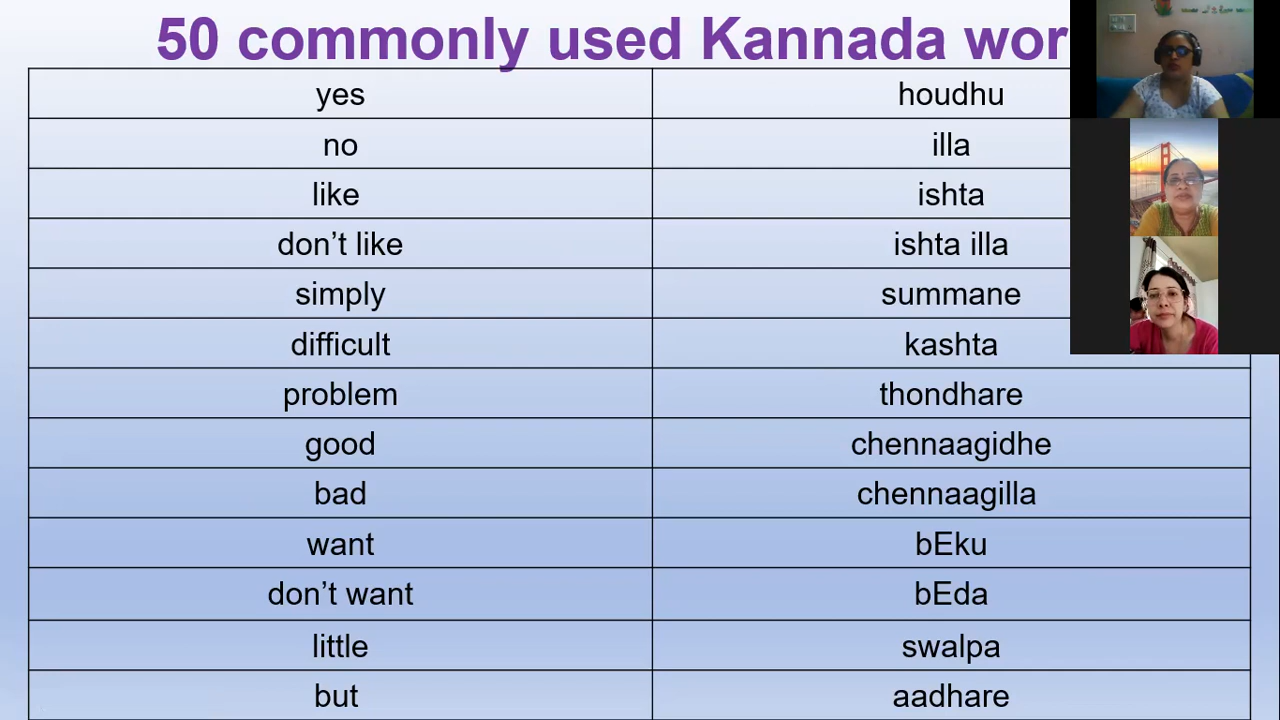 50 commonly used Kannada
yes houdhu
no illa
like ishta
don’t like ishta illa
simply summane
difficult kashta
problem thondhare
good chennaagidhe
bad chennaagilla
want bEku
don’t want bEda
little swalpa
but aadhare